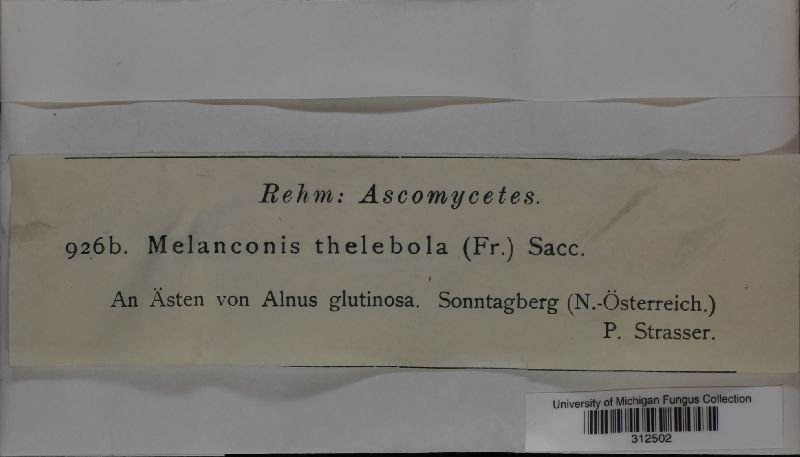 Rehm: Ascomycetes.
926b. Melanconis thelebola (Fr.) Sacc.
An Ästen von Alnus glutinosa. Sonntagberg (N.-Österreich.)
P. Strasser.
University of Michigan Fungus Collection
312502